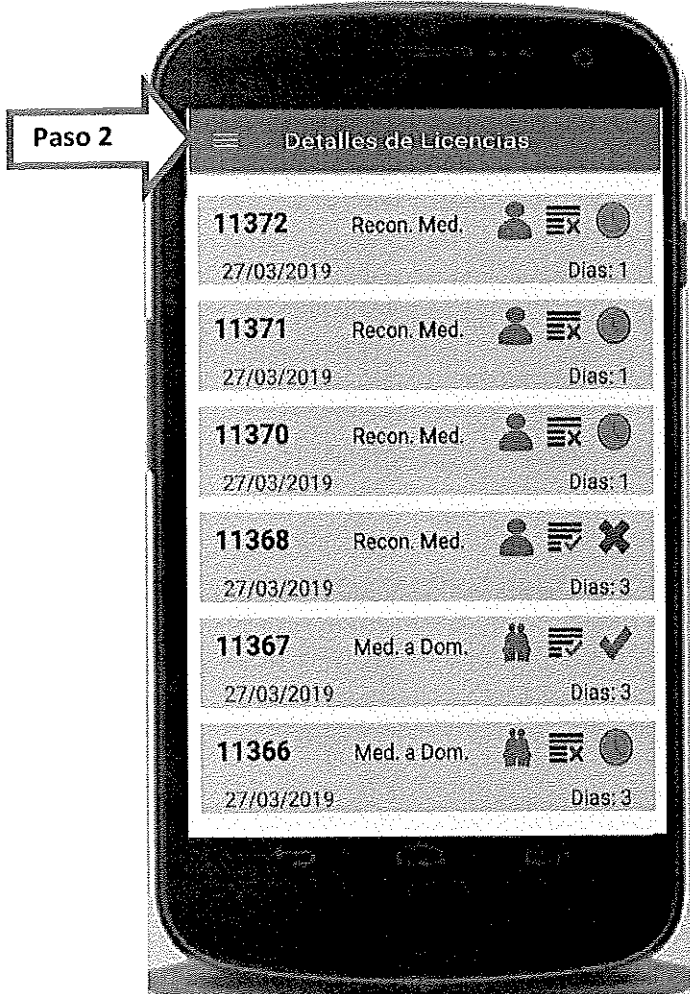 Paso 2
Detalles de Licencias
11372 Recon. Med.
27/03/2019 Dias: 1
11371 Recon. Med.
27/03/2019 Dias: 1
11370 Recon. Med.
27/03/2019 Dias: 1
11368 Recon. Med.
27/03/2019 Dias: 3
11367 Med. a Dom.
27/03/2019 Dias: 3
11366 Med. a Dom.
27/03/2019 Dias: 3